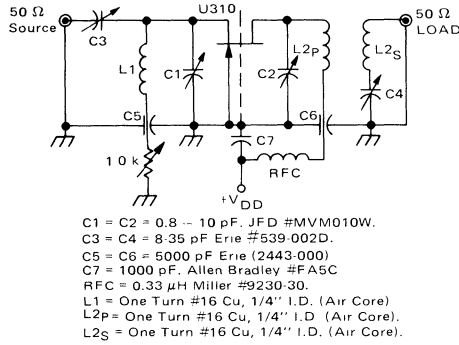 50 Ω
Source
C3
U310
50 Ω
LOAD
L1
C1
C2
L2P
L2S
C4
C5
C6
C7
10 k
RFC
+VDD
C1 = C2 = 0.8 – 10 pF. JFD #MVM010W.
C3 = C4 = 8-35 pF Erie #539-002D.
C5 = C6 = 5000 pF Erie (2443-000)
C7 = 1000 pF. Allen Bradley #FA5C
RFC = 0.33 μH Miller #9230-30.
L1 = One Turn #16 Cu, 1/4'' I.D. (Air Core)
L2P= One Turn #16 Cu, 1/4'' I.D. (Air Core).
L2S = One Turn #16 Cu, 1/4'' I.D. (Air Core).